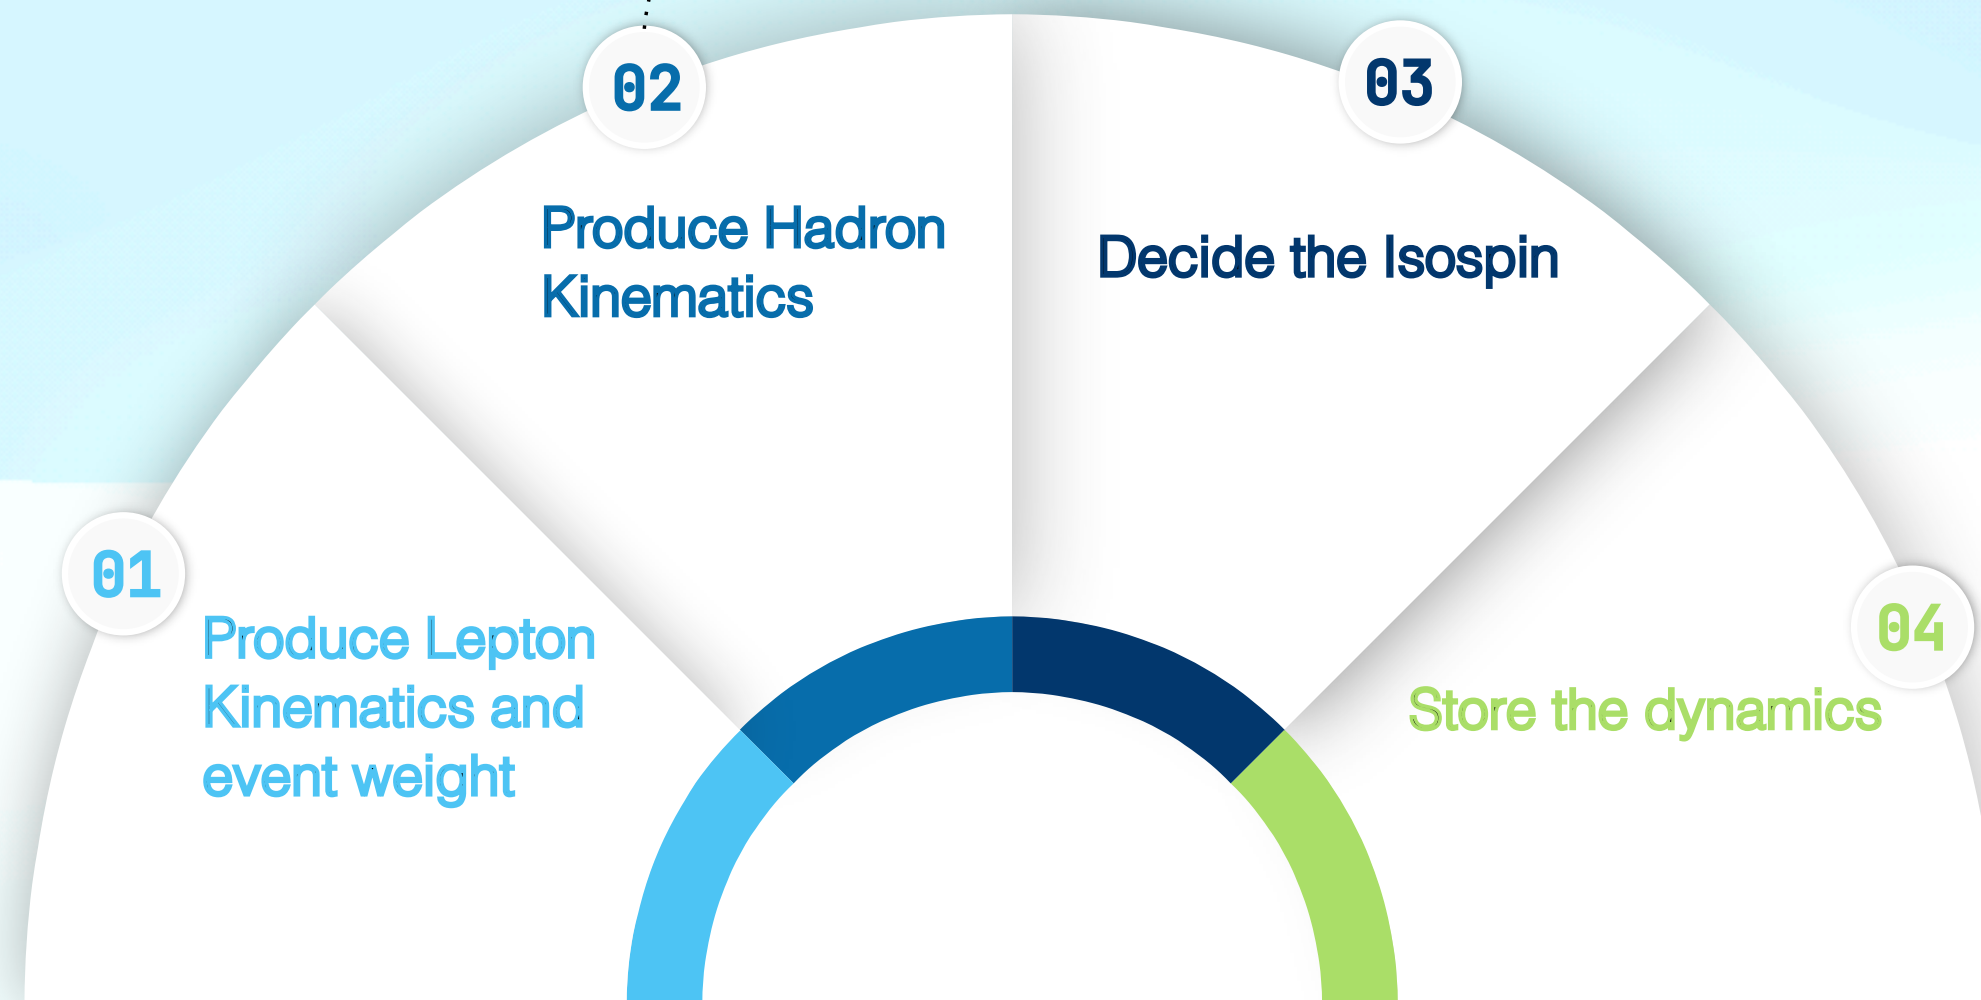 01
Produce Lepton
Kinematics and
event weight
02
Produce Hadron
Kinematics
03
Decide the Isospin
04
Store the dynamics